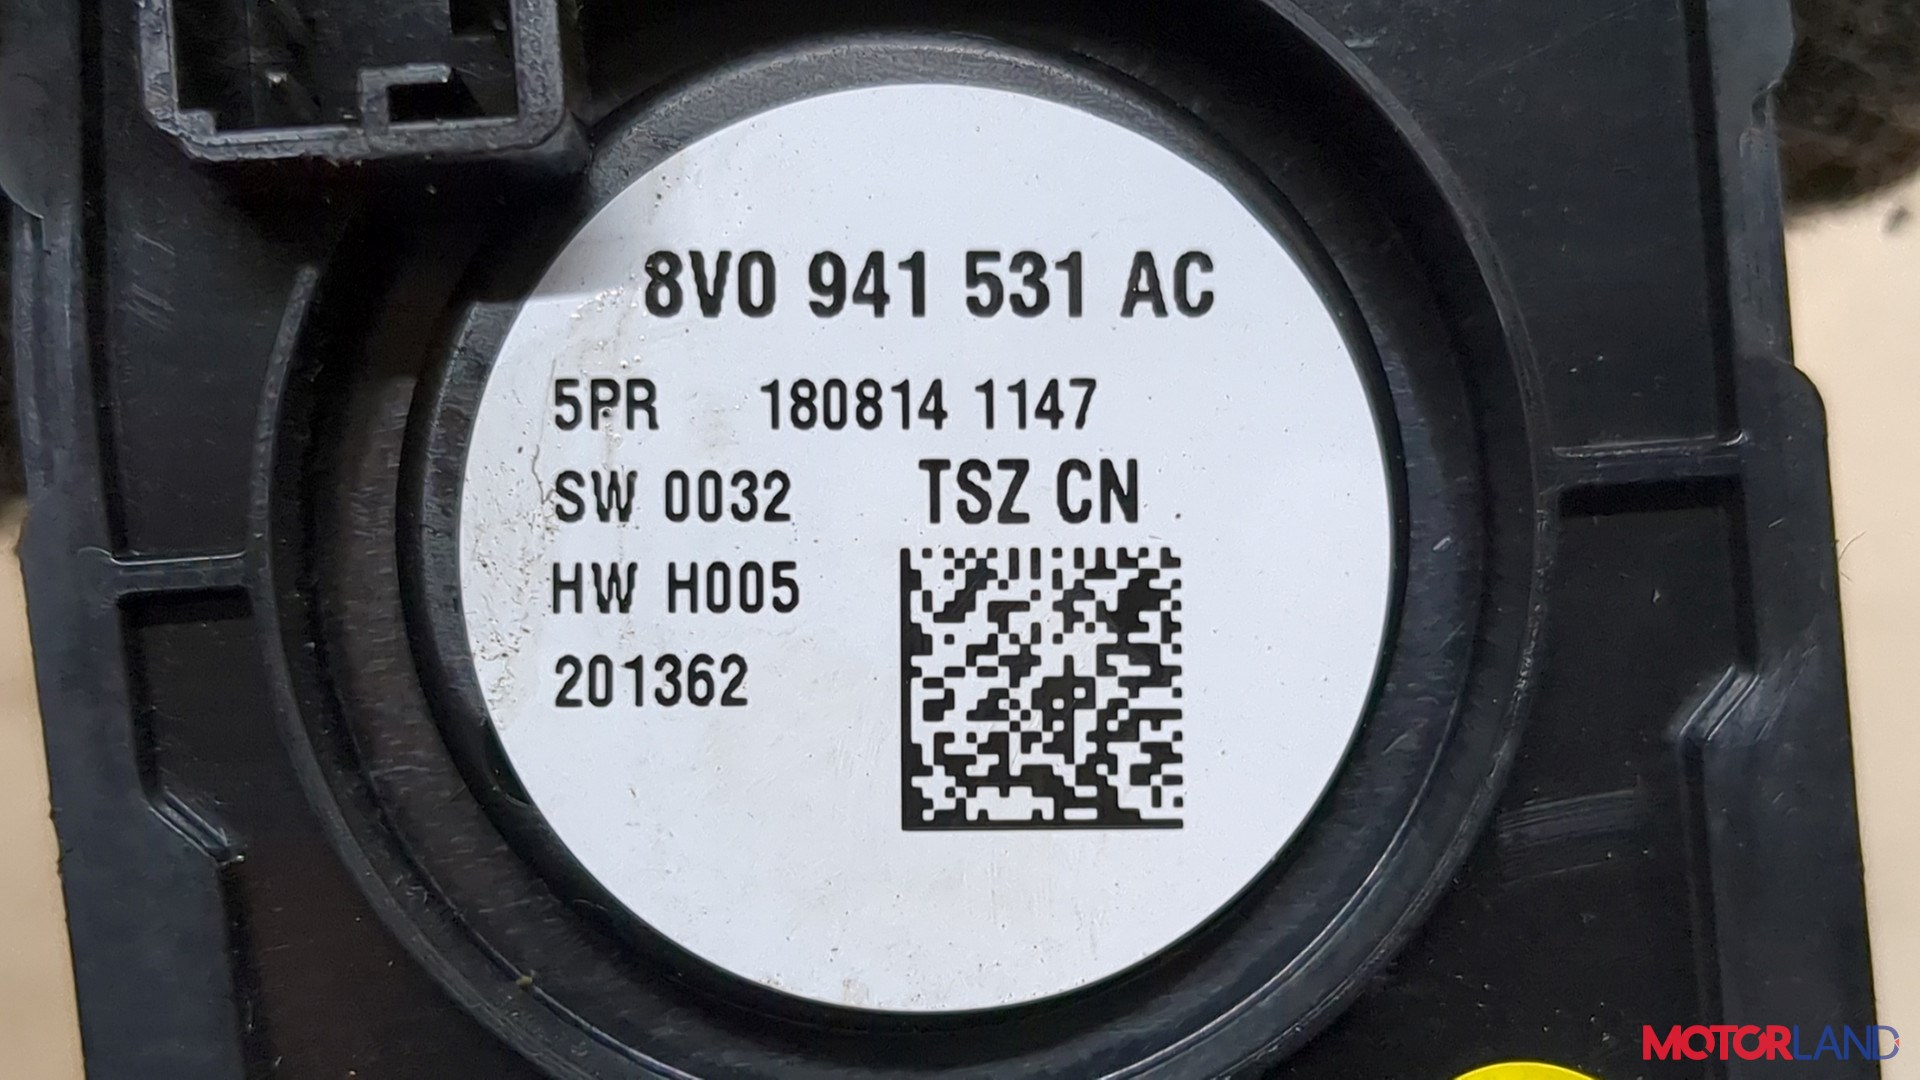 8V0 941 531 AC
5PR 180814 1147
SW 0032 TSZ CN
HW H005
201362
MOTORLAND